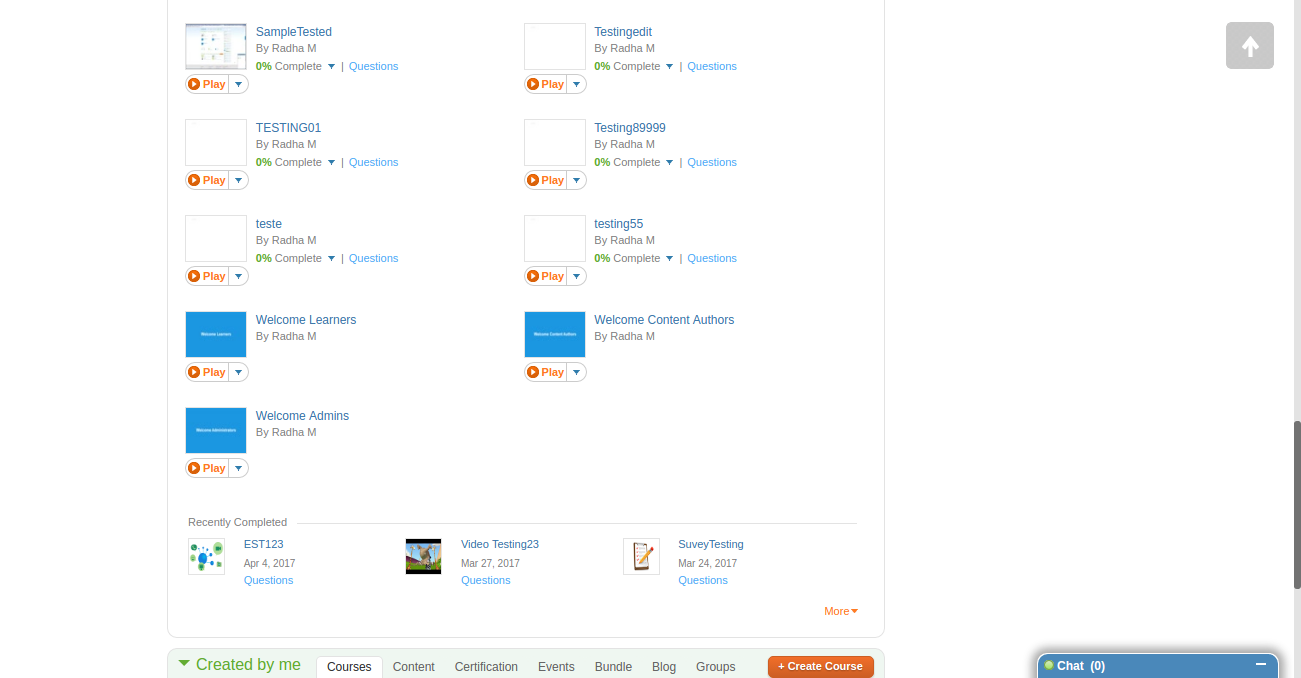 SampleTested
By Radha M
0% Complete | Questions
Play
Testingedit
By Radha M
0% Complete | Questions
Play
TESTING01
By Radha M
0% Complete | Questions
Play
Testing89999
By Radha M
0% Complete | Questions
Play
teste
By Radha M
0% Complete | Questions
Play
testing55
By Radha M
0% Complete | Questions
Play
Welcome Learners
Welcome Learners
By Radha M
Play
Welcome Content Authors
Welcome Content Authors
By Radha M
Play
Welcome Administrators
Welcome Admins
By Radha M
Play
Recently Completed
EST123
Apr 4, 2017
Questions
Video Testing23
Mar 27, 2017
Questions
SuveyTesting
Mar 24, 2017
Questions
More
Created by me Courses Content Certification Events Bundle Blog Groups + Create Course
Chat (0)